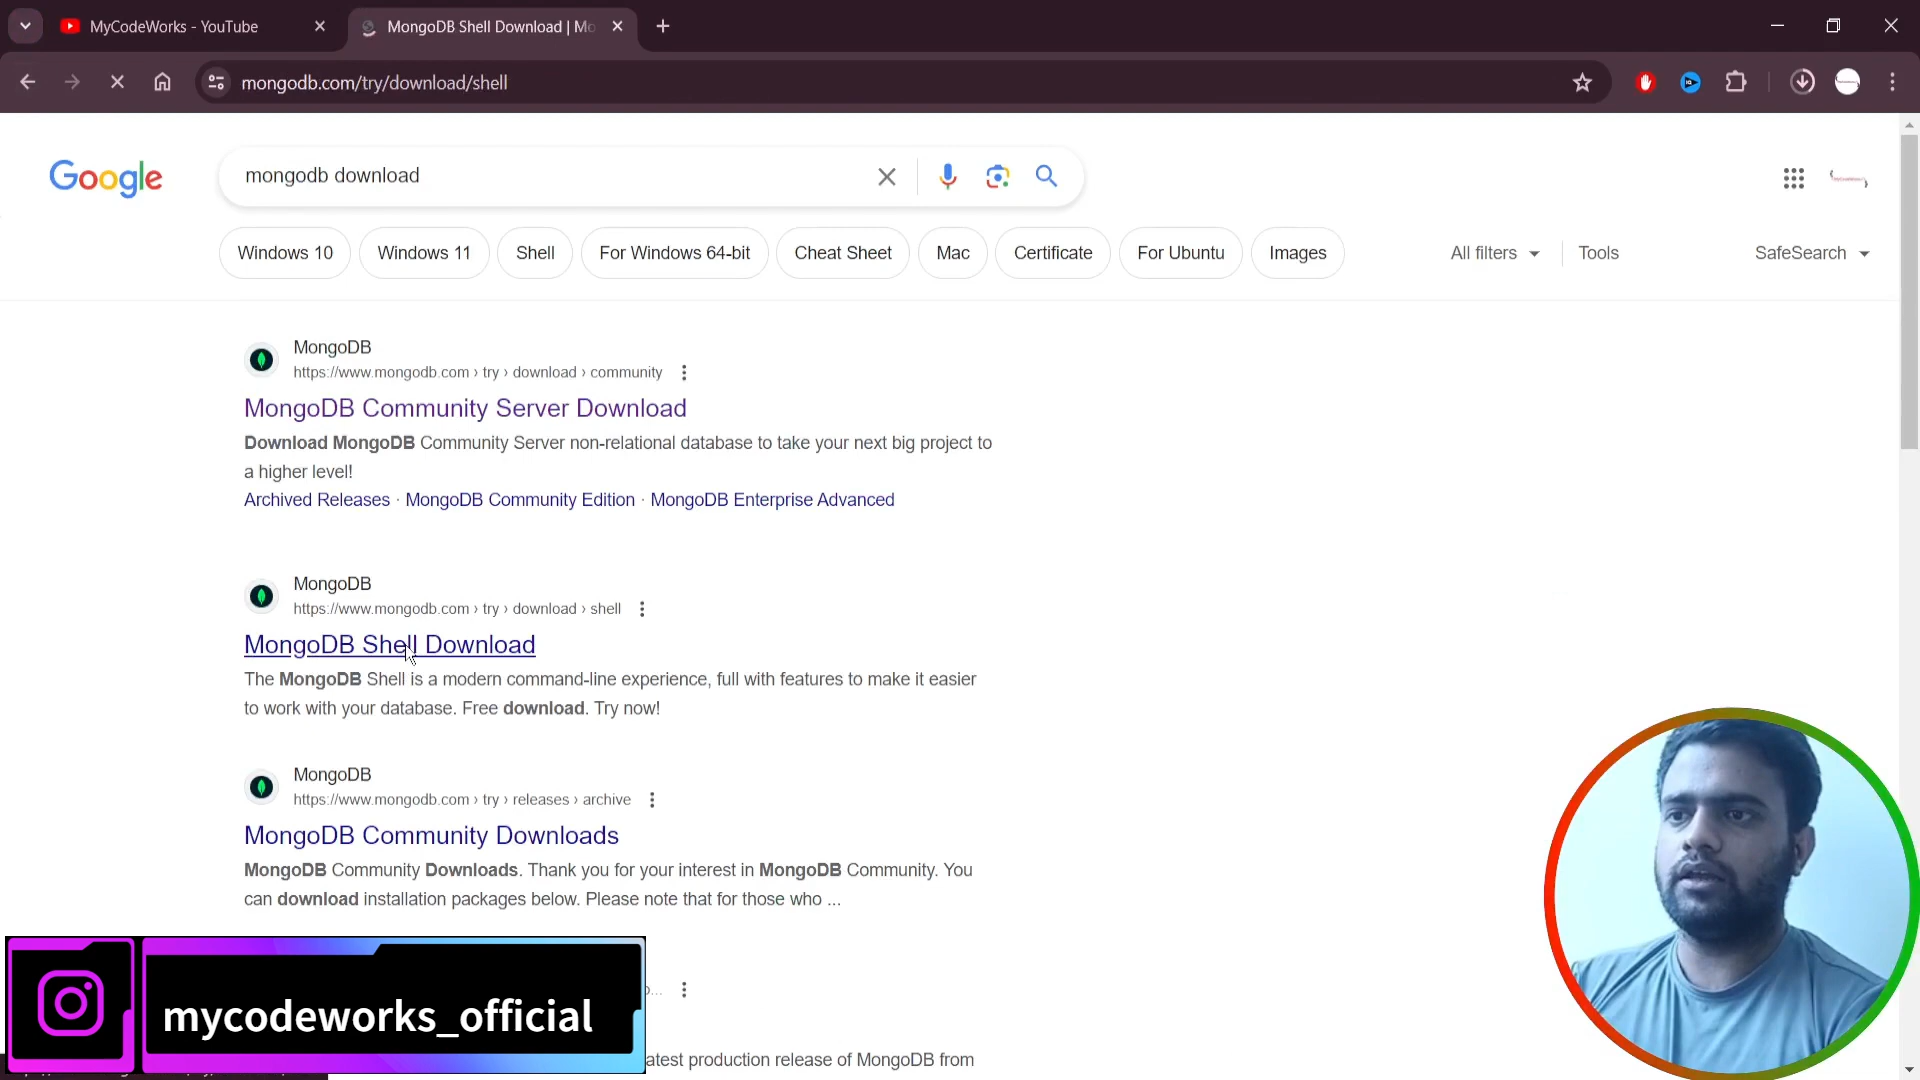 MyCodeWorks - YouTube
MongoDB Shell Download | Mo
mongodb.com/try/download/shell
Google
mongodb download
Windows 10
Windows 11
Shell
For Windows 64-bit
Cheat Sheet
Mac
Certificate
For Ubuntu
Images
All filters
Tools
SafeSearch
MongoDB
https://www.mongodb.com › try › download › community
MongoDB Community Server Download
Download MongoDB Community Server non-relational database to take your next big project to
a higher level!
Archived Releases · MongoDB Community Edition · MongoDB Enterprise Advanced
MongoDB
https://www.mongodb.com › try › download › shell
MongoDB Shell Download
The MongoDB Shell is a modern command-line experience, full with features to make it easier
to work with your database. Free download. Try now!
MongoDB
https://www.mongodb.com › try › releases › archive
MongoDB Community Downloads
MongoDB Community Downloads. Thank you for your interest in MongoDB Community. You
can download installation packages below. Please note that for those who ...
mycodeworks_official
latest production release of MongoDB from